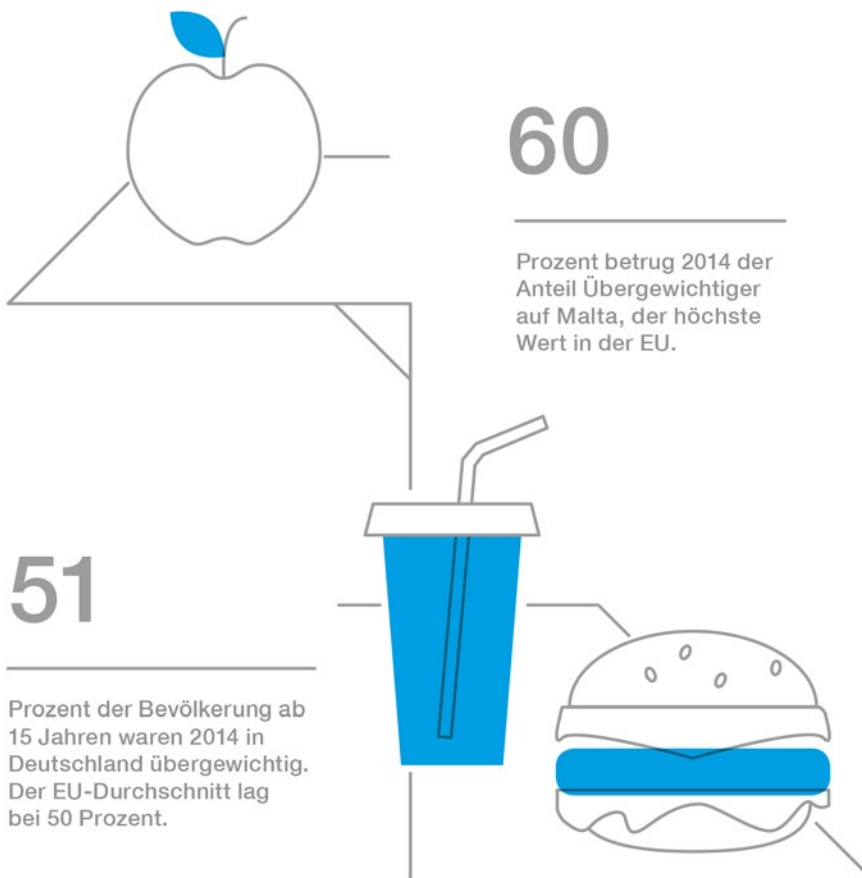 60
Prozent betrug 2014 der
Anteil Übergewichtiger
auf Malta, der höchste
Wert in der EU.
51
Prozent der Bevölkerung ab
15 Jahren waren 2014 in
Deutschland übergewichtig.
Der EU-Durchschnitt lag
bei 50 Prozent.